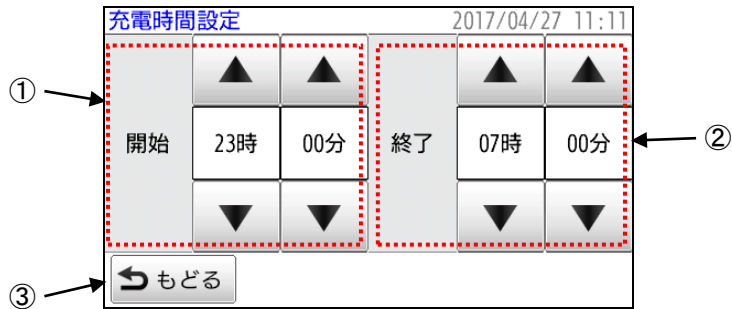 充電時間設定 2017/04/27 11:11
①
開始 23時 00分 終了 07時 00分
②
もどる
③